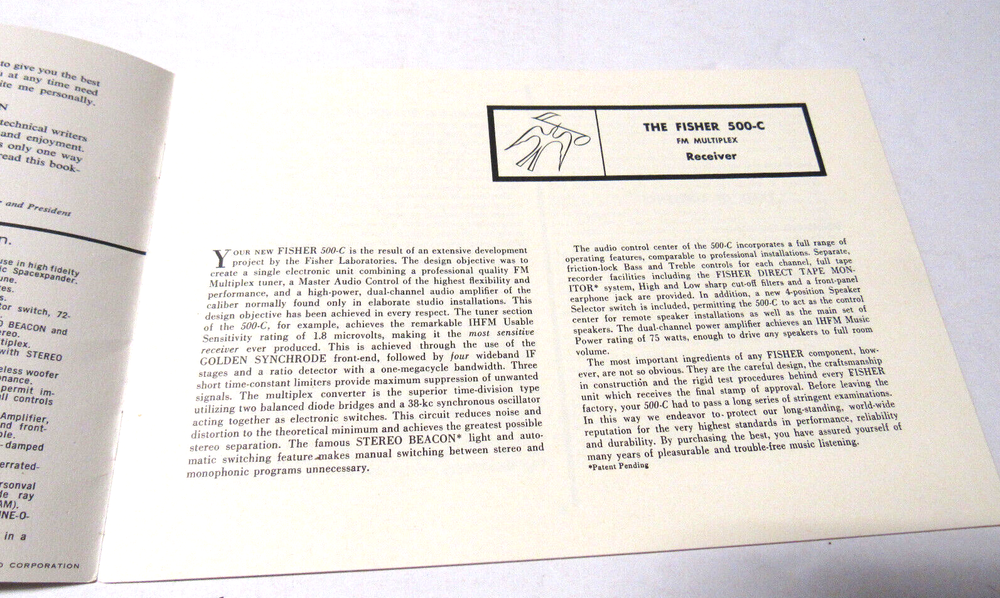 to give you the best
at any time need
ite me personally.
N
technical writers
and enjoyment.
s only one way
read this book-
and President
n.
use in high fidelity
ic Spacexpander,
une.
es.
s.
tor switch, 72-
O BEACON and
ereo.
tiplex.
with STEREO
eless woofer
nance.
permit im-
ll controls
Amplifier,
nd front-
ole.
-damped
errated-
rsonval
le ray
AM).
INE-O-
in a
O CORPORATION
THE FISHER 500-C
FM MULTIPLEX
Receiver
YOUR NEW FISHER 500-C is the result of an extensive development
project by the Fisher Laboratories. The design objective was to
create a single electronic unit combining a professional quality FM
Multiplex tuner, a Master Audio Control of the highest flexibility and
performance, and a high-power, dual-channel audio amplifier of the
caliber normally found only in elaborate studio installations. This
design objective has been achieved in every respect. The tuner section
of the 500-C, for example, achieves the remarkable IHFM Usable
Sensitivity rating of 1.8 microvolts, making it the most sensitive
receiver ever produced. This is achieved through the use of the
GOLDEN SYNCHRODE front-end, followed by four wideband IF
stages and a ratio detector with a one-megacycle bandwidth. Three
short time-constant limiters provide maximum suppression of unwanted
signals. The multiplex converter is the superior time-division type
utilizing two balanced diode bridges and a 38-kc synchronous oscillator
acting together as electronic switches. This circuit reduces noise and
distortion to the theoretical minimum and achieves the greatest possible
stereo separation. The famous STEREO BEACON* light and auto-
matic switching feature makes manual switching between stereo and
monophonic programs unnecessary.
The audio control center of the 500-C incorporates a full range of
operating features, comparable to professional installations. Separate,
friction-lock Bass and Treble controls for each channel, full tape
recorder facilities including the FISHER DIRECT TAPE MON-
ITOR* system, High and Low sharp cut-off filters and a front-panel
earphone jack are provided. In addition, a new 4-position Speaker
Selector switch is included, permitting the 500-C to act as the control
center for remote speaker installations as well as the main set of
speakers. The dual-channel power amplifier achieves an IHFM Music
Power rating of 75 watts, enough to drive any speakers to full room
volume.
The most important ingredients of any FISHER component, how-
ever, are not so obvious. They are the careful design, the craftsmanship
in construction and the rigid test procedures behind every FISHER
unit which receives the final stamp of approval. Before leaving the
factory, your 500-C had to pass a long series of stringent examinations.
In this way we endeavor to protect our long-standing, world-wide
reputation for the very highest standards in performance, reliability
and durability. By purchasing the best, you have assured yourself of
many years of pleasurable and trouble-free music listening.
*Patent Pending